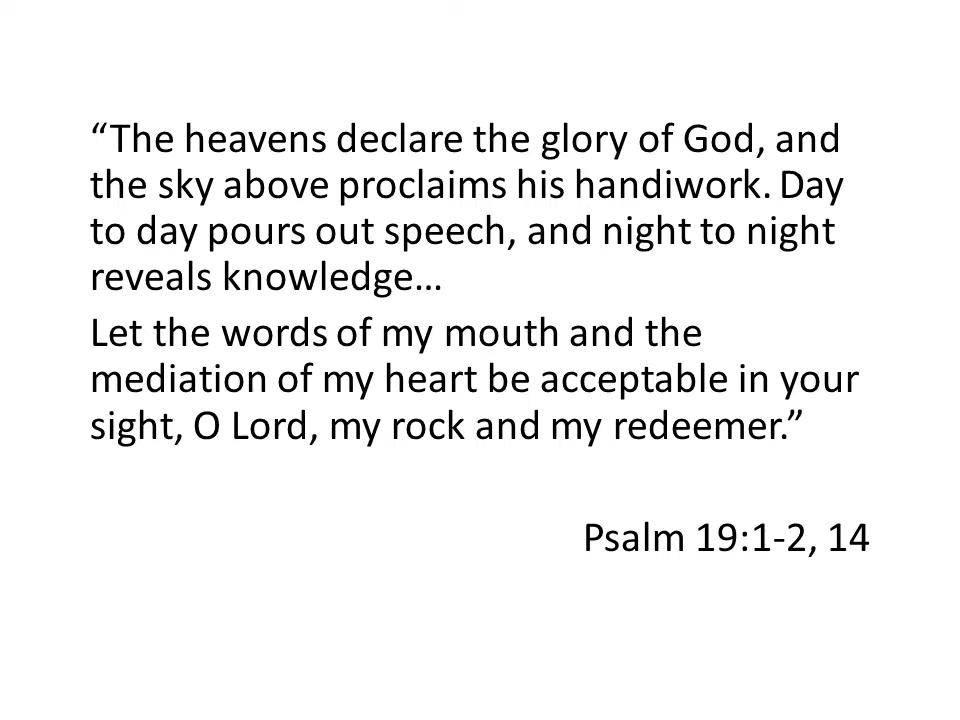 “The heavens declare the glory of God, and
the sky above proclaims his handiwork. Day
to day pours out speech, and night to night
reveals knowledge…
Let the words of my mouth and the
mediation of my heart be acceptable in your
sight, O Lord, my rock and my redeemer.”
Psalm 19:1-2, 14